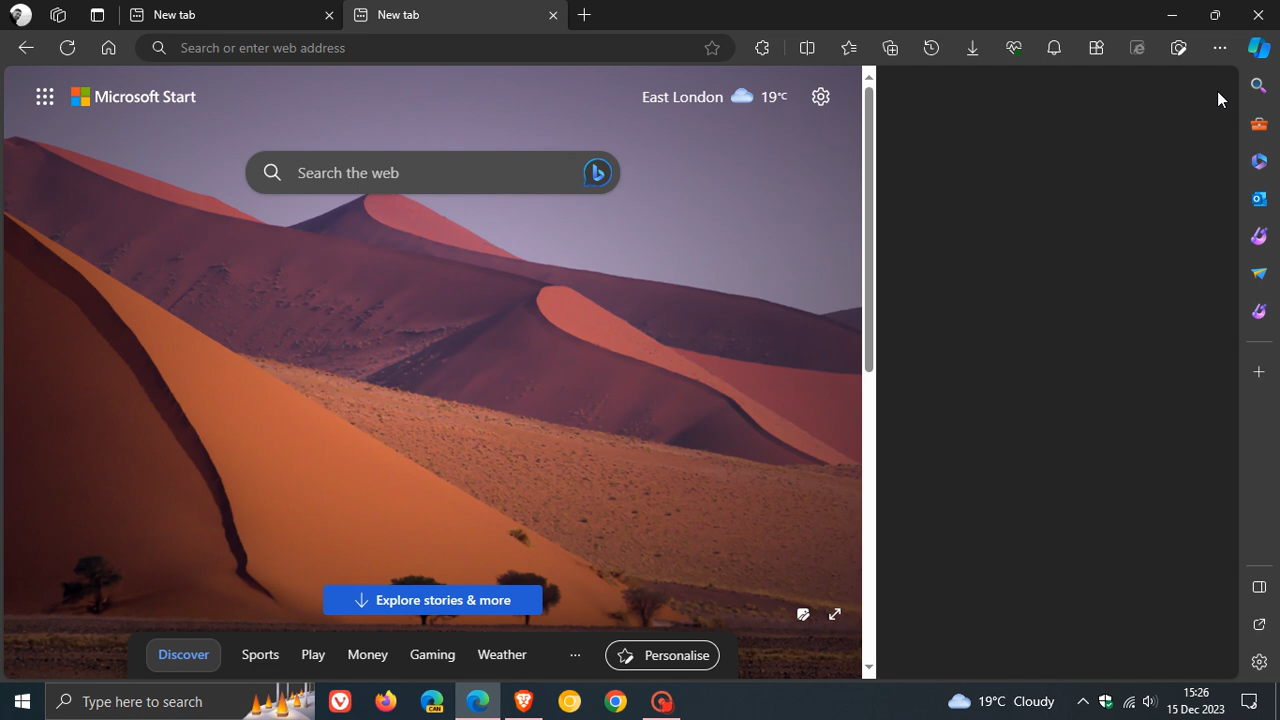 New tab
New tab
Search or enter web address
Microsoft Start
East London
19°C
Search the web
Explore stories & more
Discover
Sports
Play
Money
Gaming
Weather
Personalise
Type here to search
CAN
19°C Cloudy
15:26
15 Dec 2023